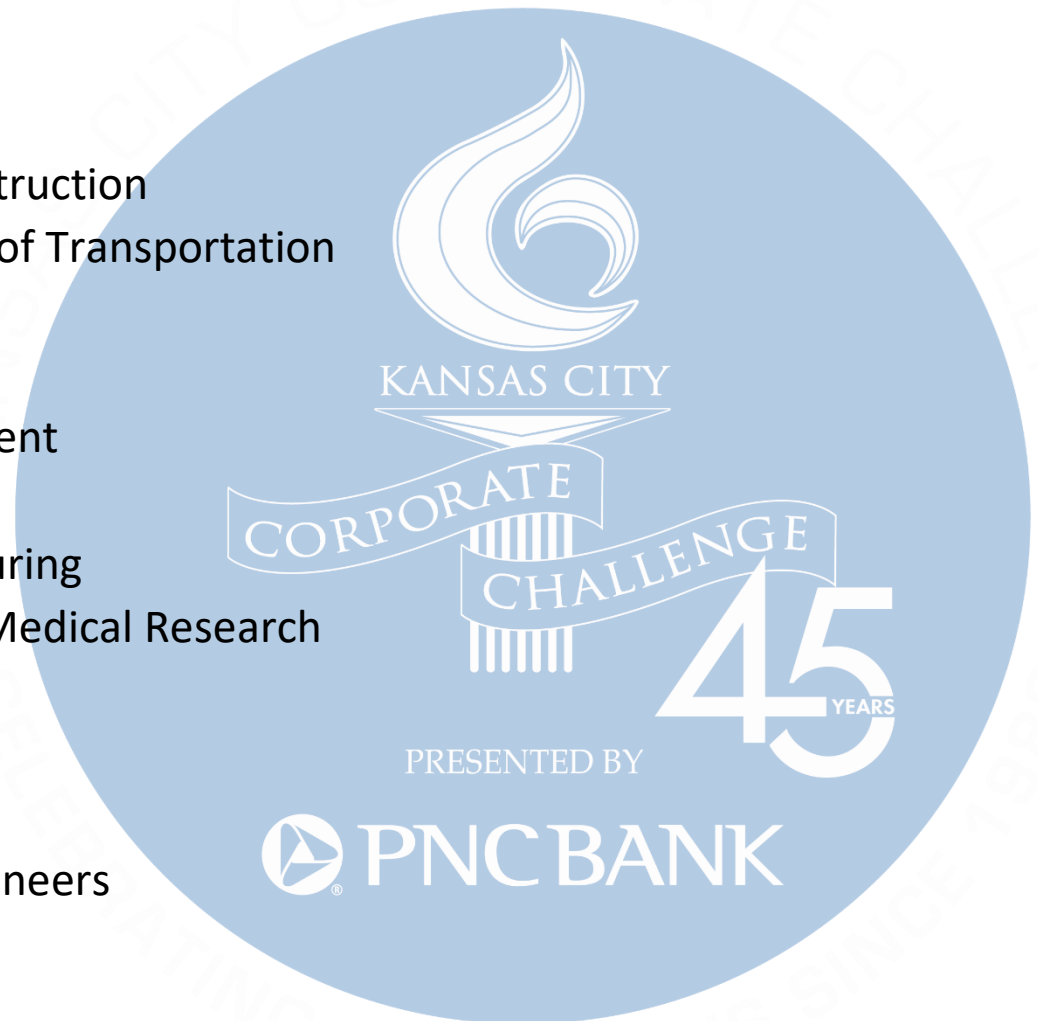 truction
of Transportation
KANSAS CITY
ent
CORPORATE
CHALLENGE
uring
Medical Research
45
YEARS
PRESENTED BY
PNC BANK
neers